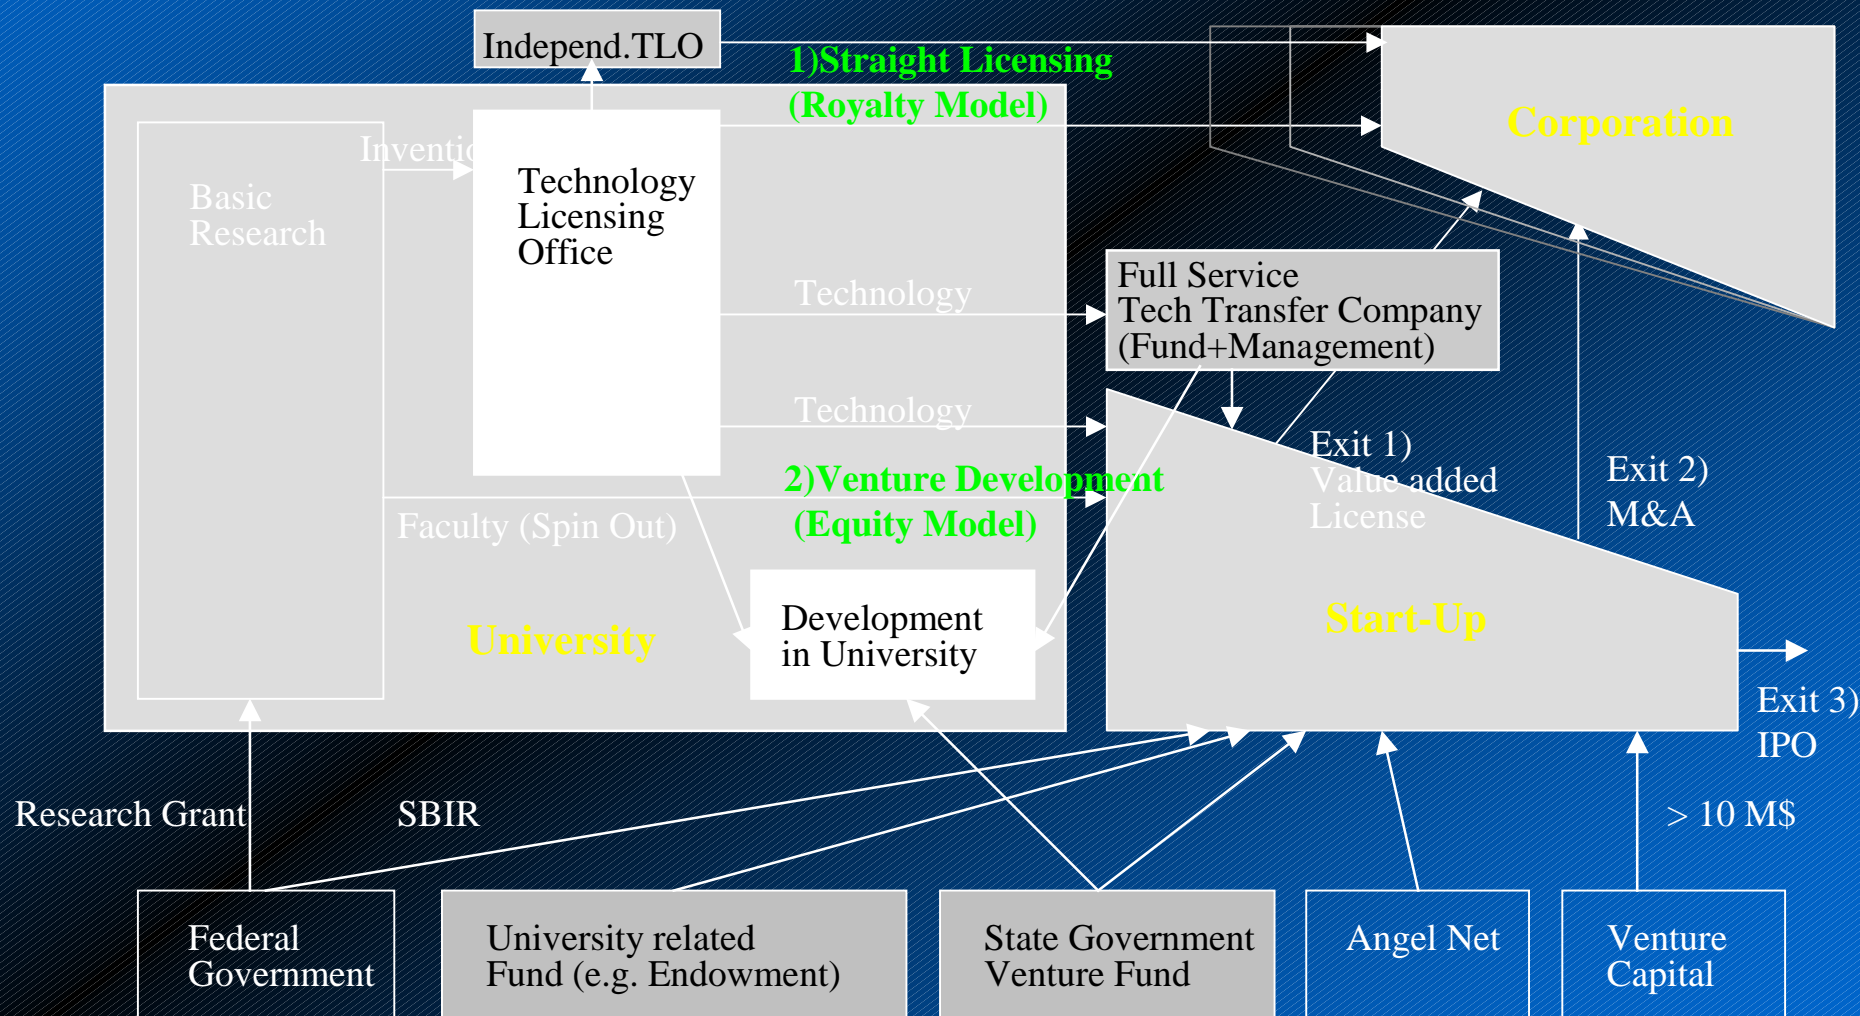 Independ.TLO
1)Straight Licensing
(Royalty Model)
Corporation
Inventio
Technology
Licensing
Office
Basic
Research
Full Service
Tech Transfer Company
(Fund+Management)
Technology
Technology
Exit 1)
Value added
License
Exit 2)
M&A
2)Venture Development
(Equity Model)
Faculty (Spin Out)
Development
in University
University
Start-Up
Exit 3)
IPO
Research Grant
SBIR
> 10 M$
Federal
Government
University related
Fund (e.g. Endowment)
State Government
Venture Fund
Angel Net
Venture
Capital